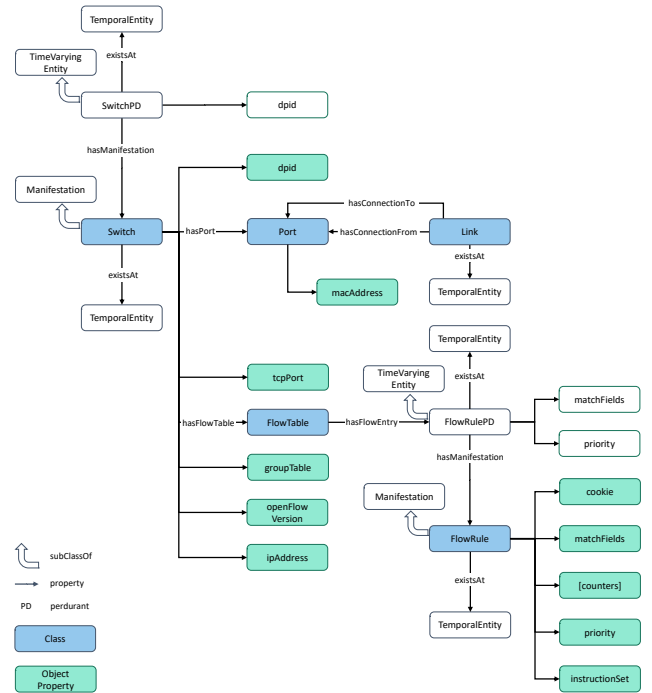 TemporalEntity
existsAt
TimeVarying
Entity
SwitchPD
dpid
hasManifestation
dpid
Manifestation
hasConnectionTo
Switch
hasPort
Port
hasConnectionFrom
Link
existsAt
existsAt
macAddress
TemporalEntity
TemporalEntity
TemporalEntity
tcpPort
TimeVarying
Entity
existsAt
matchFields
hasFlowTable
FlowTable
hasFlowEntry
FlowRulePD
priority
hasManifestation
groupTable
Manifestation
cookie
openFlow
Version
FlowRule
matchFields
ipAddress
subClassOf
existsAt
[counters]
property
PD
perdurant
TemporalEntity
priority
Class
Object
Property
instructionSet